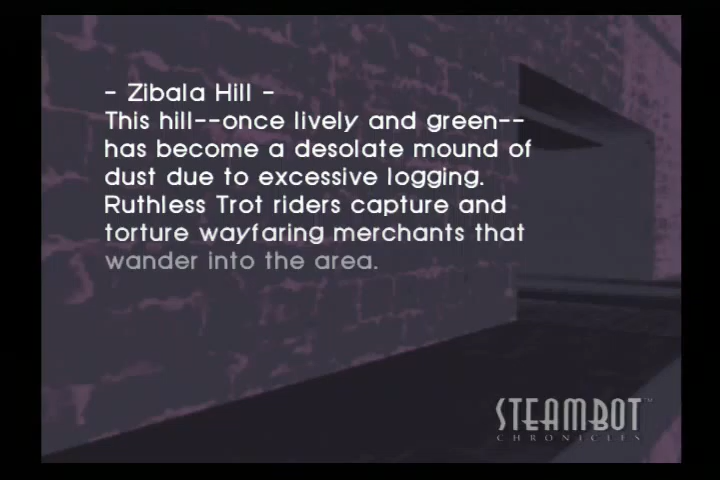 - Zibala Hill -
This hill--once lively and green--
has become a desolate mound of
dust due to excessive logging.
Ruthless Trot riders capture and
torture wayfaring merchants that
wander into the area.
STEAMBOT™
CHRONICLES